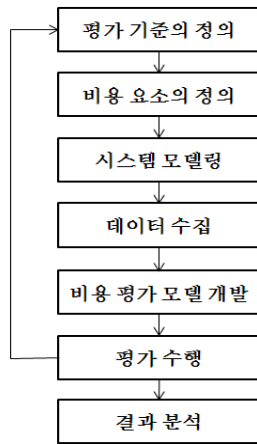 평가 기준의 정의
비용 요소의 정의
시스템 모델링
데이터 수집
비용 평가 모델 개발
평가 수행
결과 분석